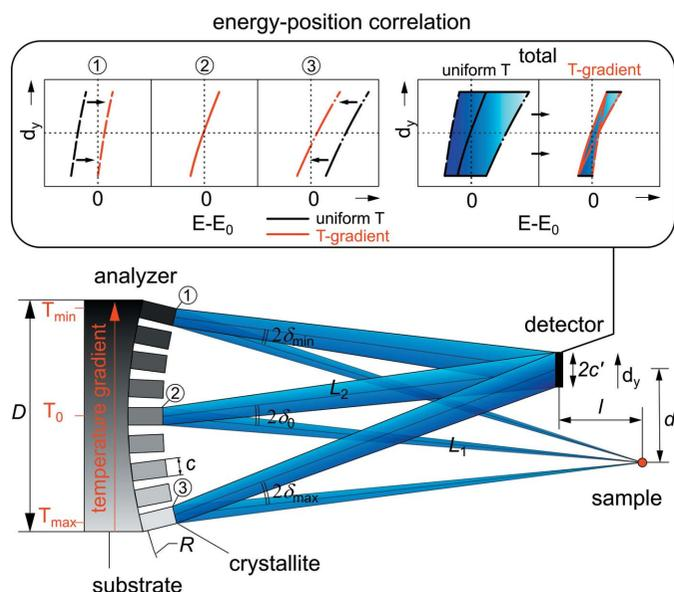 energy-position correlation
total
① ② ③ uniform T T-gradient
d_y d_y
0 0 0 0 0
E-E_0 E-E_0
uniform T
T-gradient
analyzer
T_min ①
detector
2δ_min
2c' d_y
L_2
D temperature gradient T_0 ② 2δ_0 l d
L_1
c
③ 2δ_max sample
T_max
R
crystallite
substrate